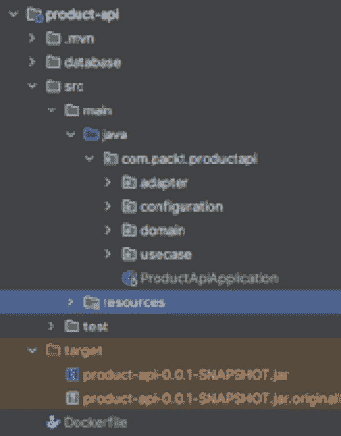 product-api
.mvn
database
src
main
java
com.packt.productapi
adapter
configuration
domain
usecase
ProductApiApplication
resources
test
target
product-api-0.0.1-SNAPSHOT.jar
product-api-0.0.1-SNAPSHOT.jar.original
Dockerfile